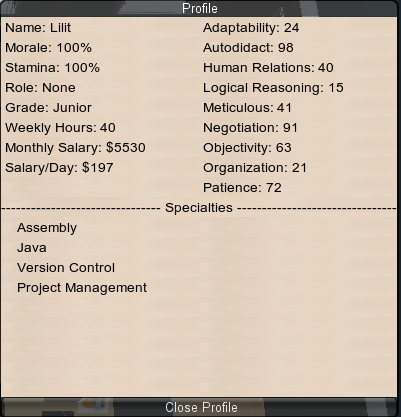 Profile
Name: Lilit
Morale: 100%
Stamina: 100%
Role: None
Grade: Junior
Weekly Hours: 40
Monthly Salary: $5530
Salary/Day: $197
Adaptability: 24
Autodidact: 98
Human Relations: 40
Logical Reasoning: 15
Meticulous: 41
Negotiation: 91
Objectivity: 63
Organization: 21
Patience: 72
Specialties
Assembly
Java
Version Control
Project Management
Close Profile